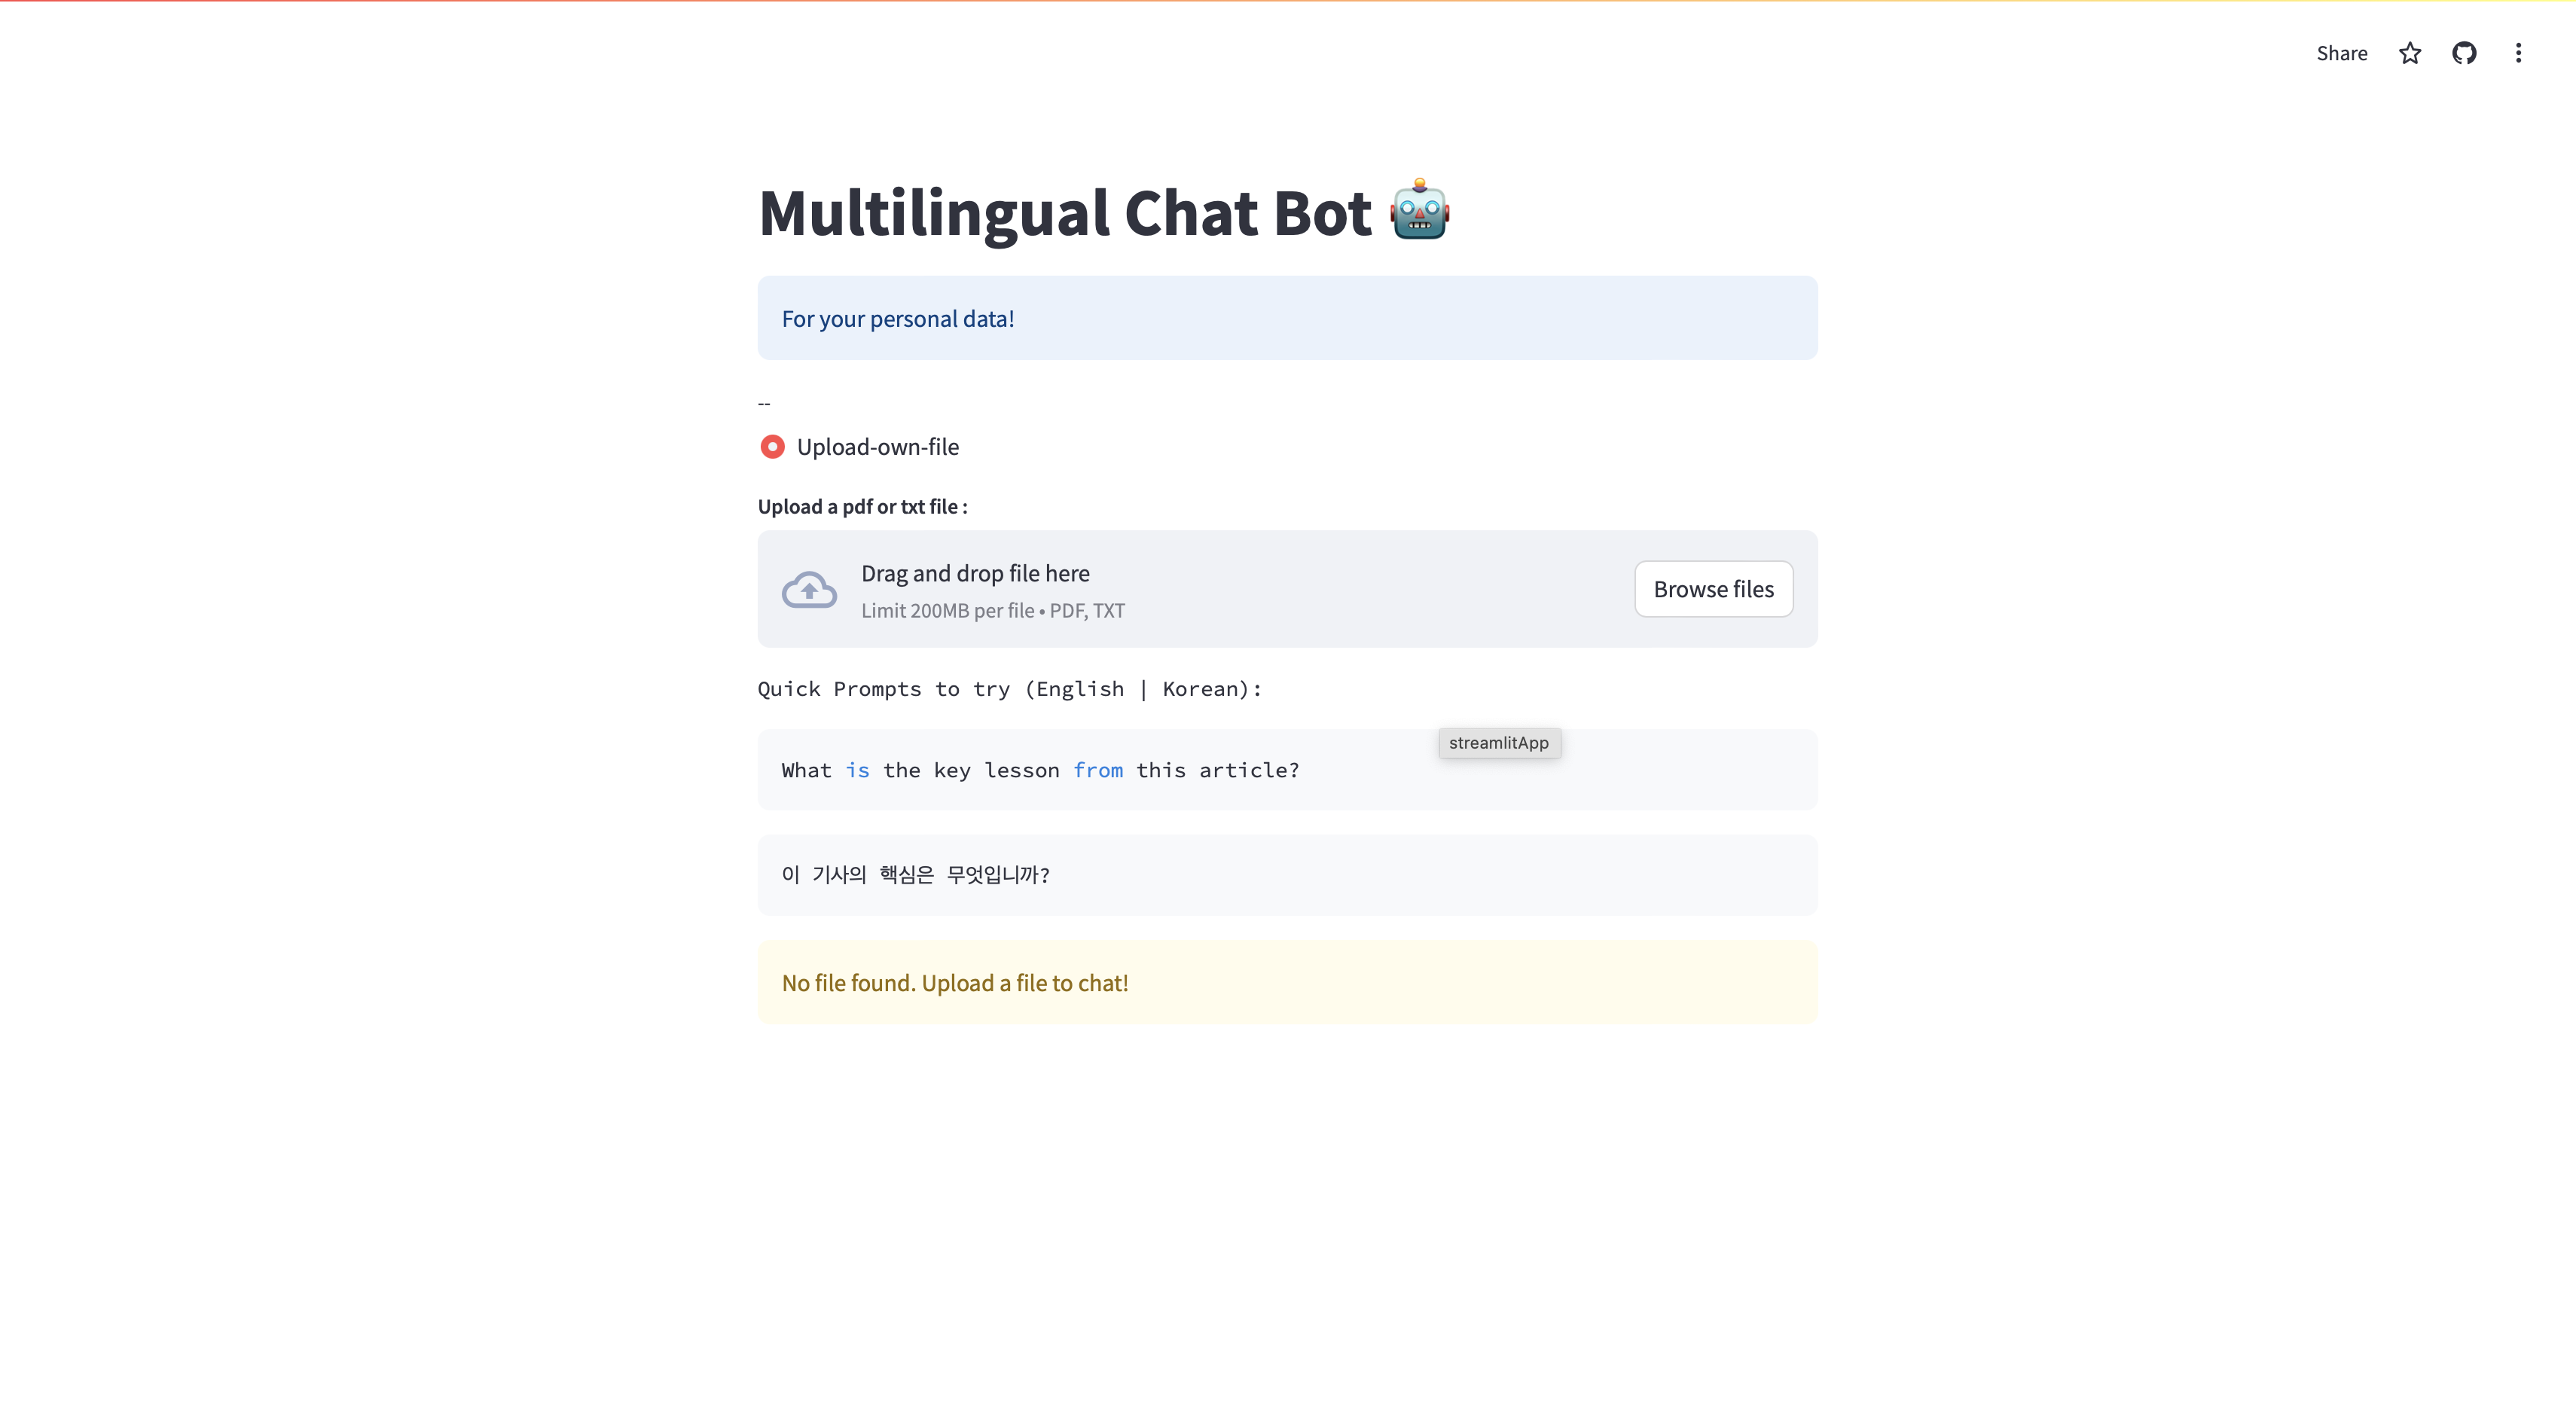 Share
Multilingual Chat Bot 🤖
For your personal data!
--
Upload-own-file
Upload a pdf or txt file :
Drag and drop file here
Limit 200MB per file • PDF, TXT
Browse files
Quick Prompts to try (English | Korean):
streamlitApp
What is the key lesson from this article?
이 기사의 핵심은 무엇입니까?
No file found. Upload a file to chat!